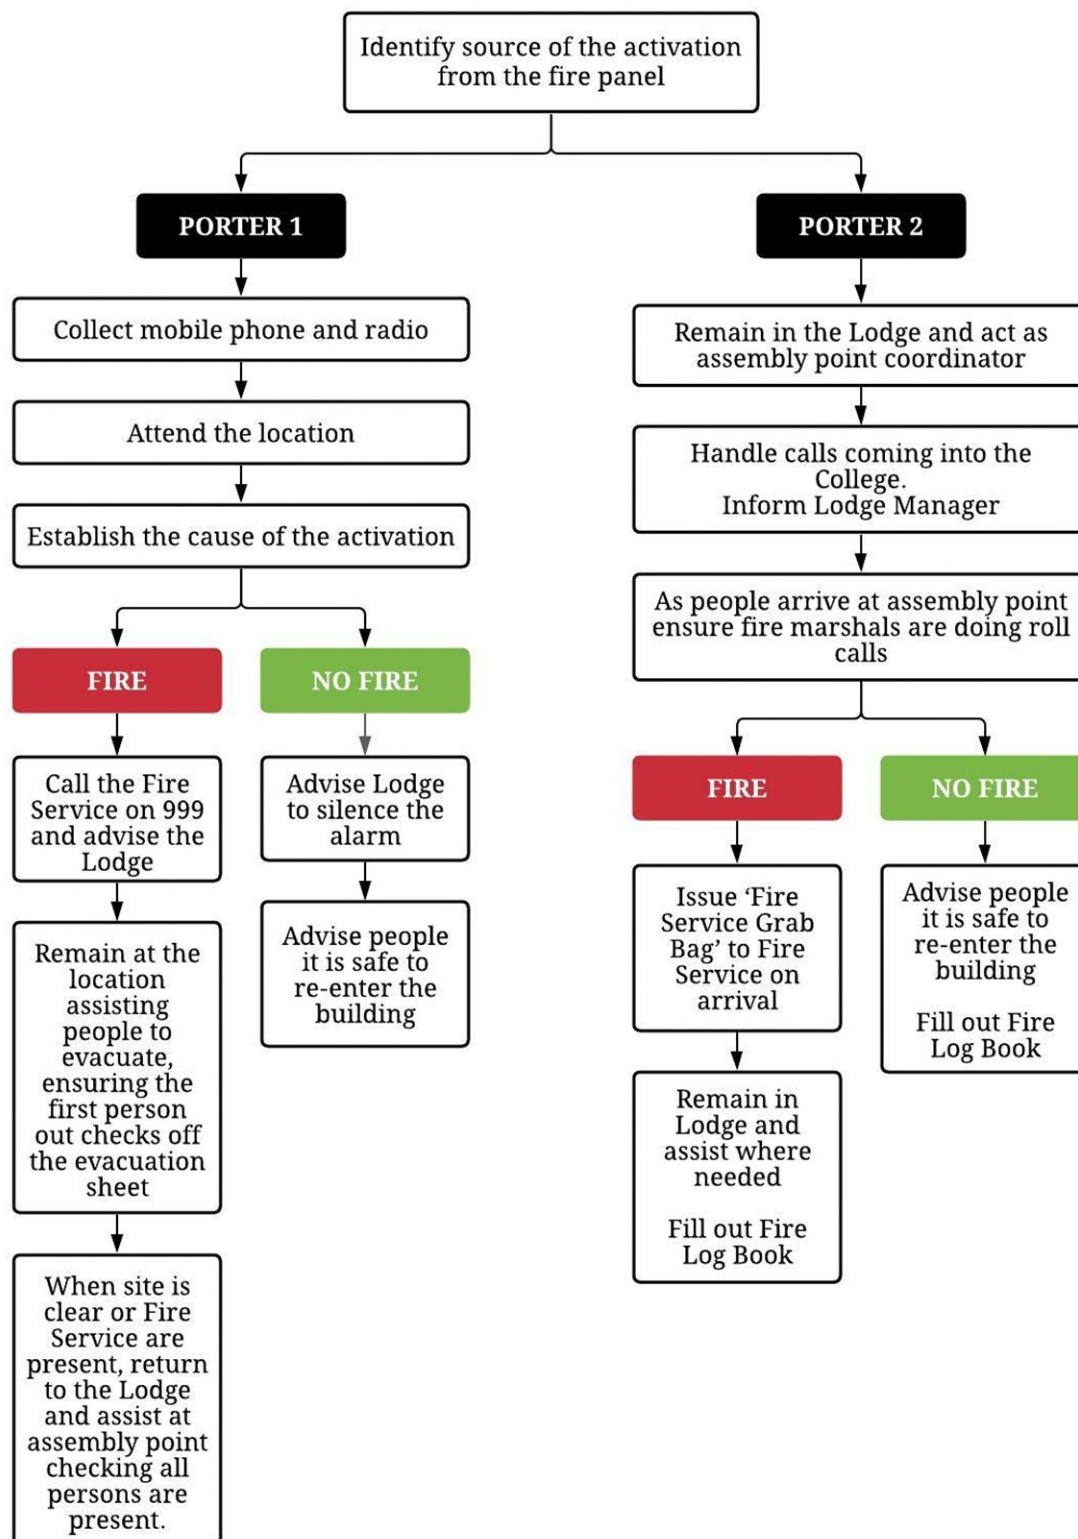 Identify source of the activation
from the fire panel
PORTER 1
Collect mobile phone and radio
Attend the location
Establish the cause of the activation
FIRE
Call the Fire
Service on 999
and advise the
Lodge
Remain at the
location
assisting
people to
evacuate,
ensuring the
first person
out checks off
the evacuation
sheet
When site is
clear or Fire
Service are
present, return
to the Lodge
and assist at
assembly point
checking all
persons are
present.
NO FIRE
Advise Lodge
to silence the
alarm
Advise people
it is safe to
re-enter the
building
PORTER 2
Remain in the Lodge and act as
assembly point coordinator
Handle calls coming into the
College.
Inform Lodge Manager
As people arrive at assembly point
ensure fire marshals are doing roll
calls
FIRE
Issue ‘Fire
Service Grab
Bag’ to Fire
Service on
arrival
Remain in
Lodge and
assist where
needed
Fill out Fire
Log Book
NO FIRE
Advise people
it is safe to
re-enter the
building
Fill out Fire
Log Book